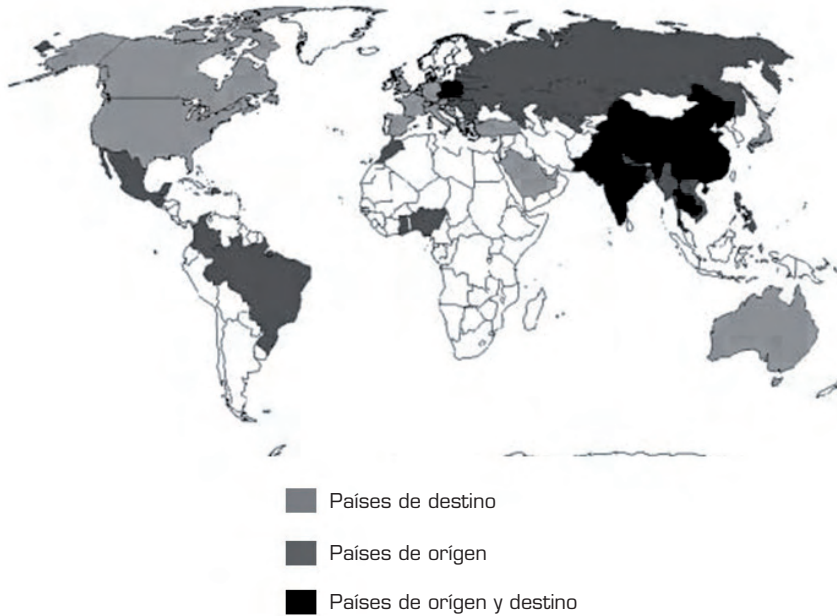 Países de destino
Países de orígen
Países de orígen y destino